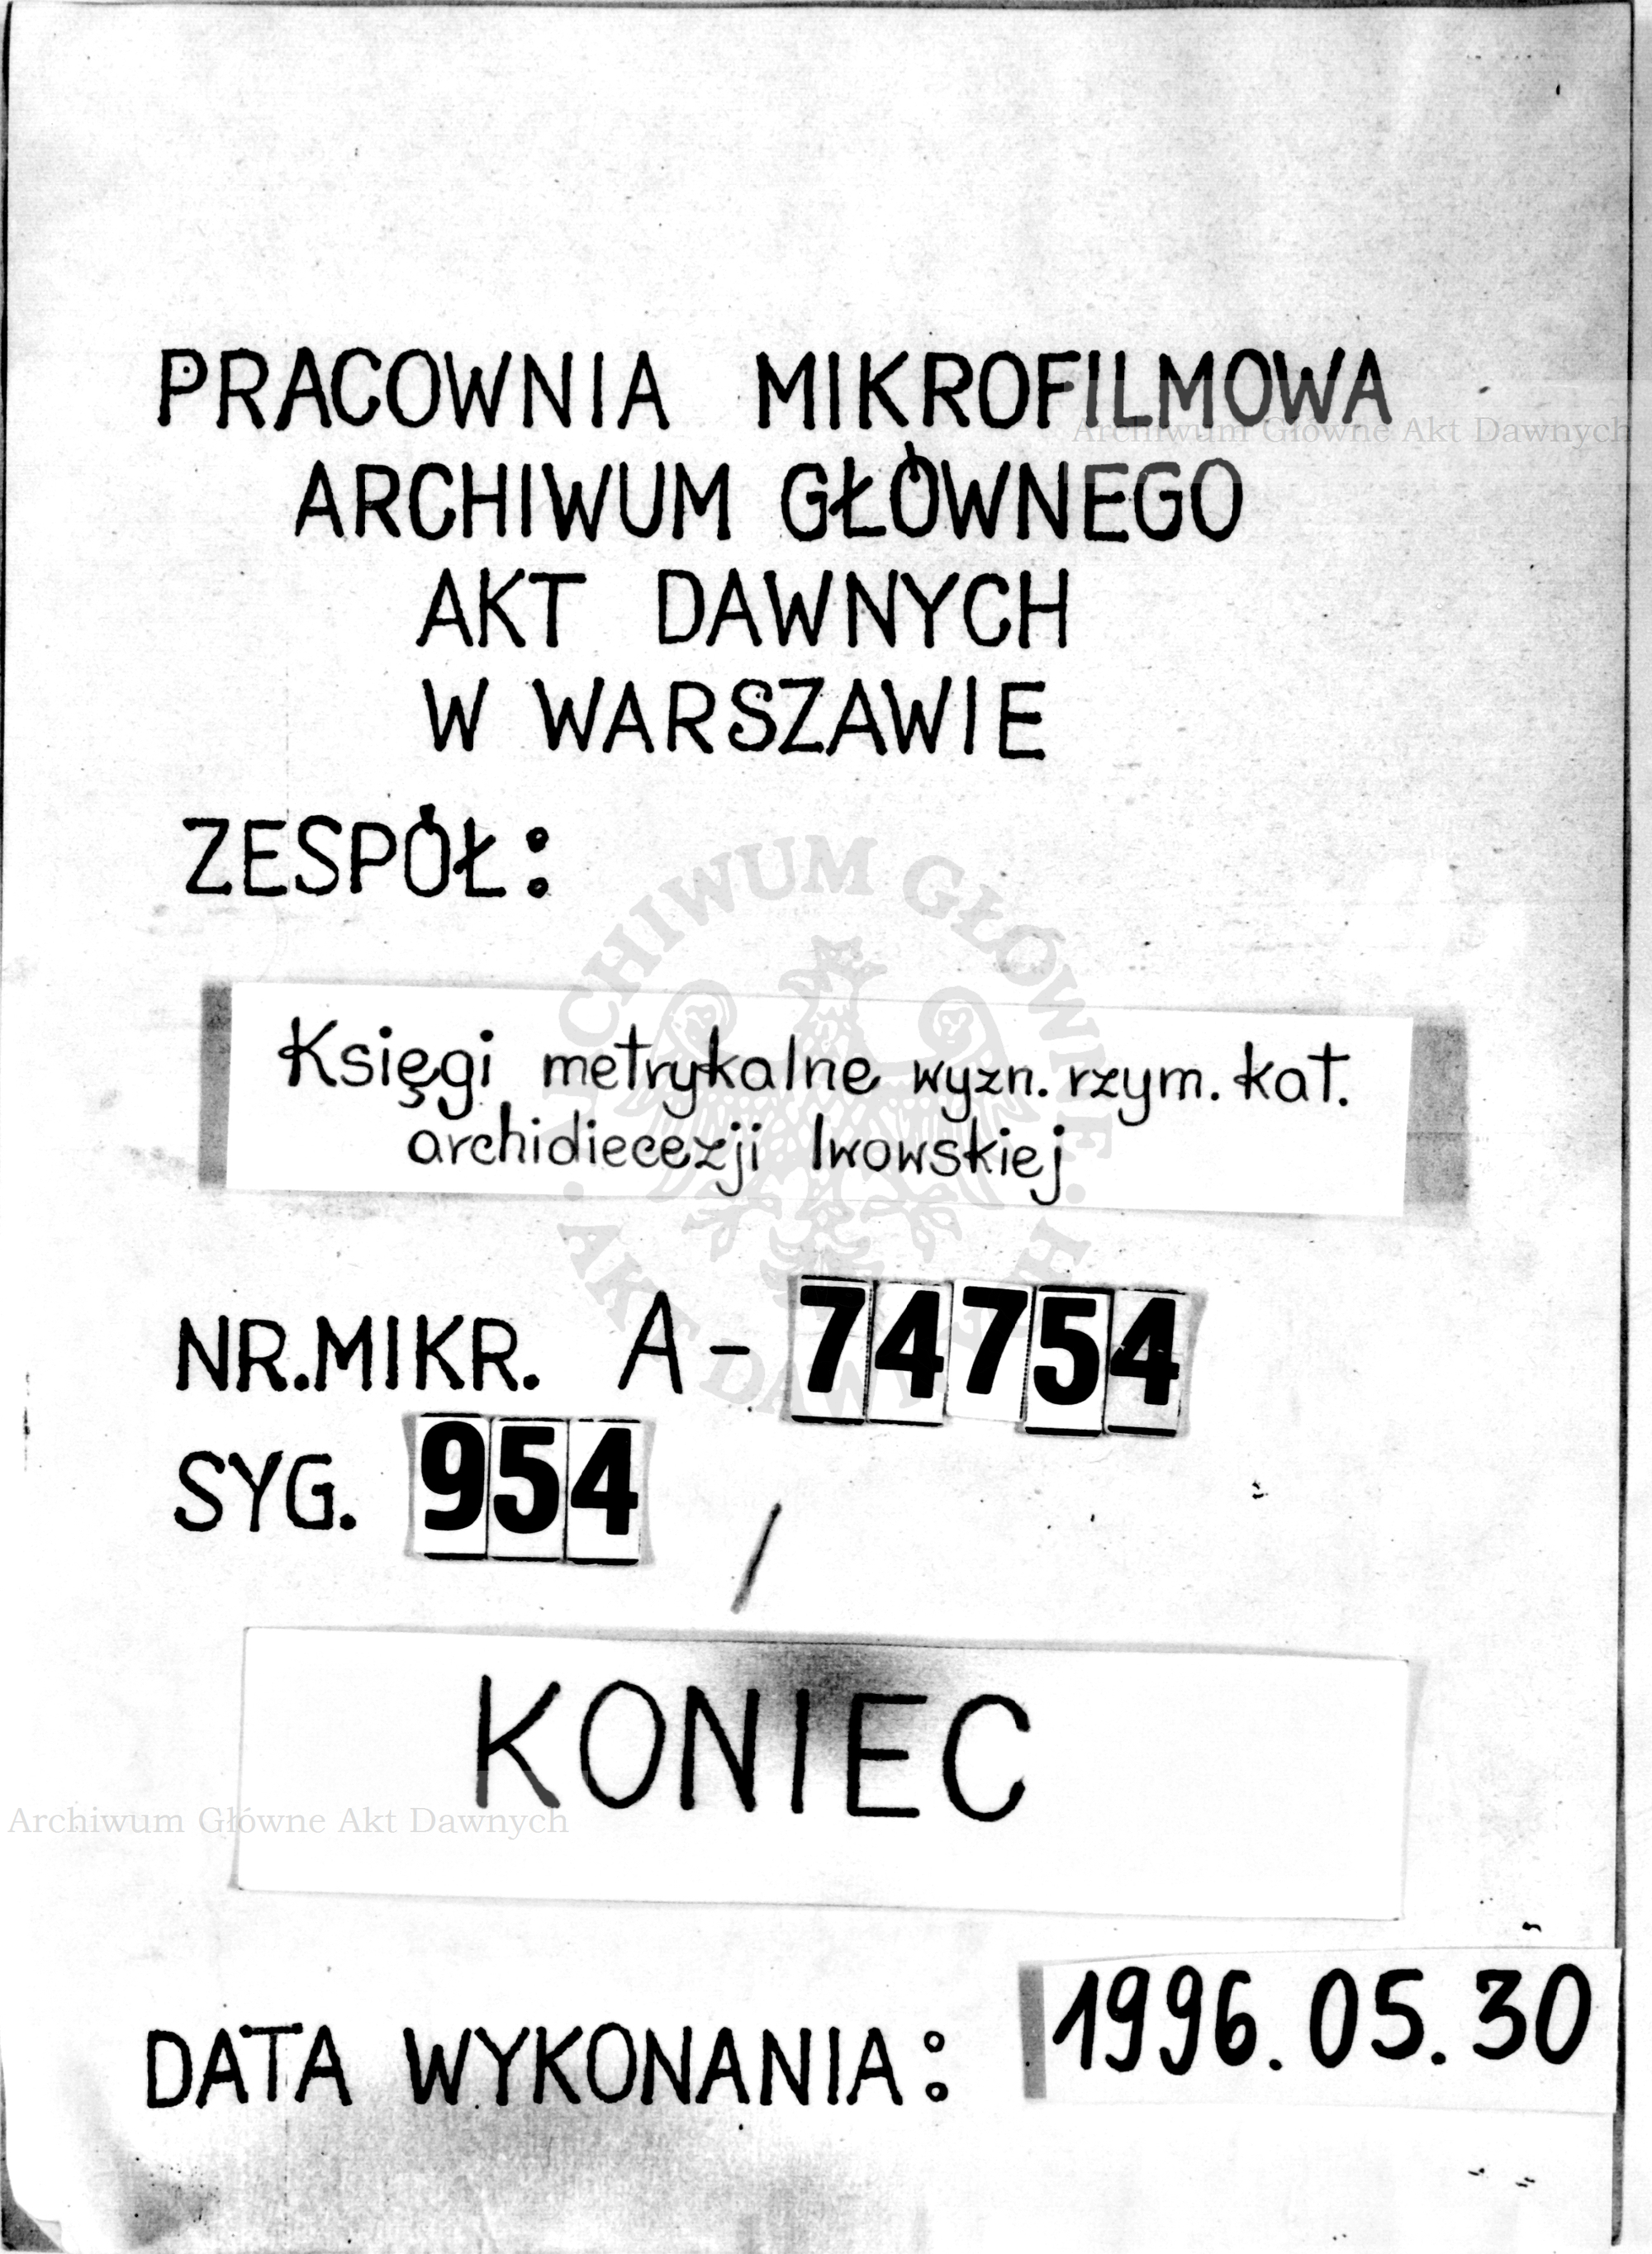 PRACOWNIA MIKROFILMOWA
Archiwum Główne Akt Dawnych
ARCHIWUM GŁÓWNEGO
AKT DAWNYCH
W WARSZAWIE
ZESPÓŁ:
Księgi metrykalne wyzn. rzym. kat.
archidiecezji lwowskiej
NR.MIKR. A-74754
SYG. 954 /
KONIEC
Archiwum Główne Akt Dawnych
DATA WYKONANIA: 1996.05.30